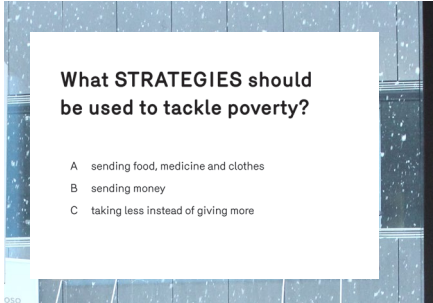 What STRATEGIES should
be used to tackle poverty?
A sending food, medicine and clothes
B sending money
C taking less instead of giving more